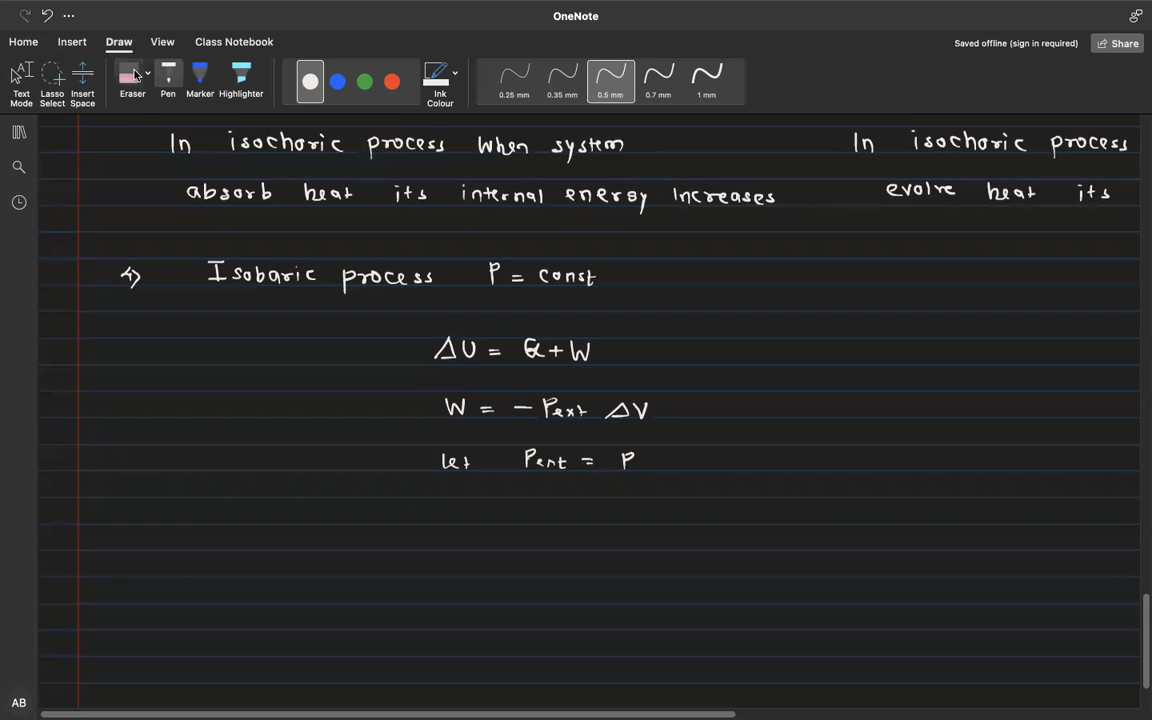 OneNote
Home Insert Draw View Class Notebook
Saved offline (sign in required) Share
Text Mode Lasso Select Insert Space Eraser Pen Marker Highlighter Ink Colour 0.25 mm 0.35 mm 0.5 mm 0.7 mm 1 mm
In isochoric process when system
absorb heat its internal energy increases
In isochoric process
evolve heat its
4) Isobaric process P = const
ΔU = Q + W
W = − Pext ΔV
let Pext = P
AB